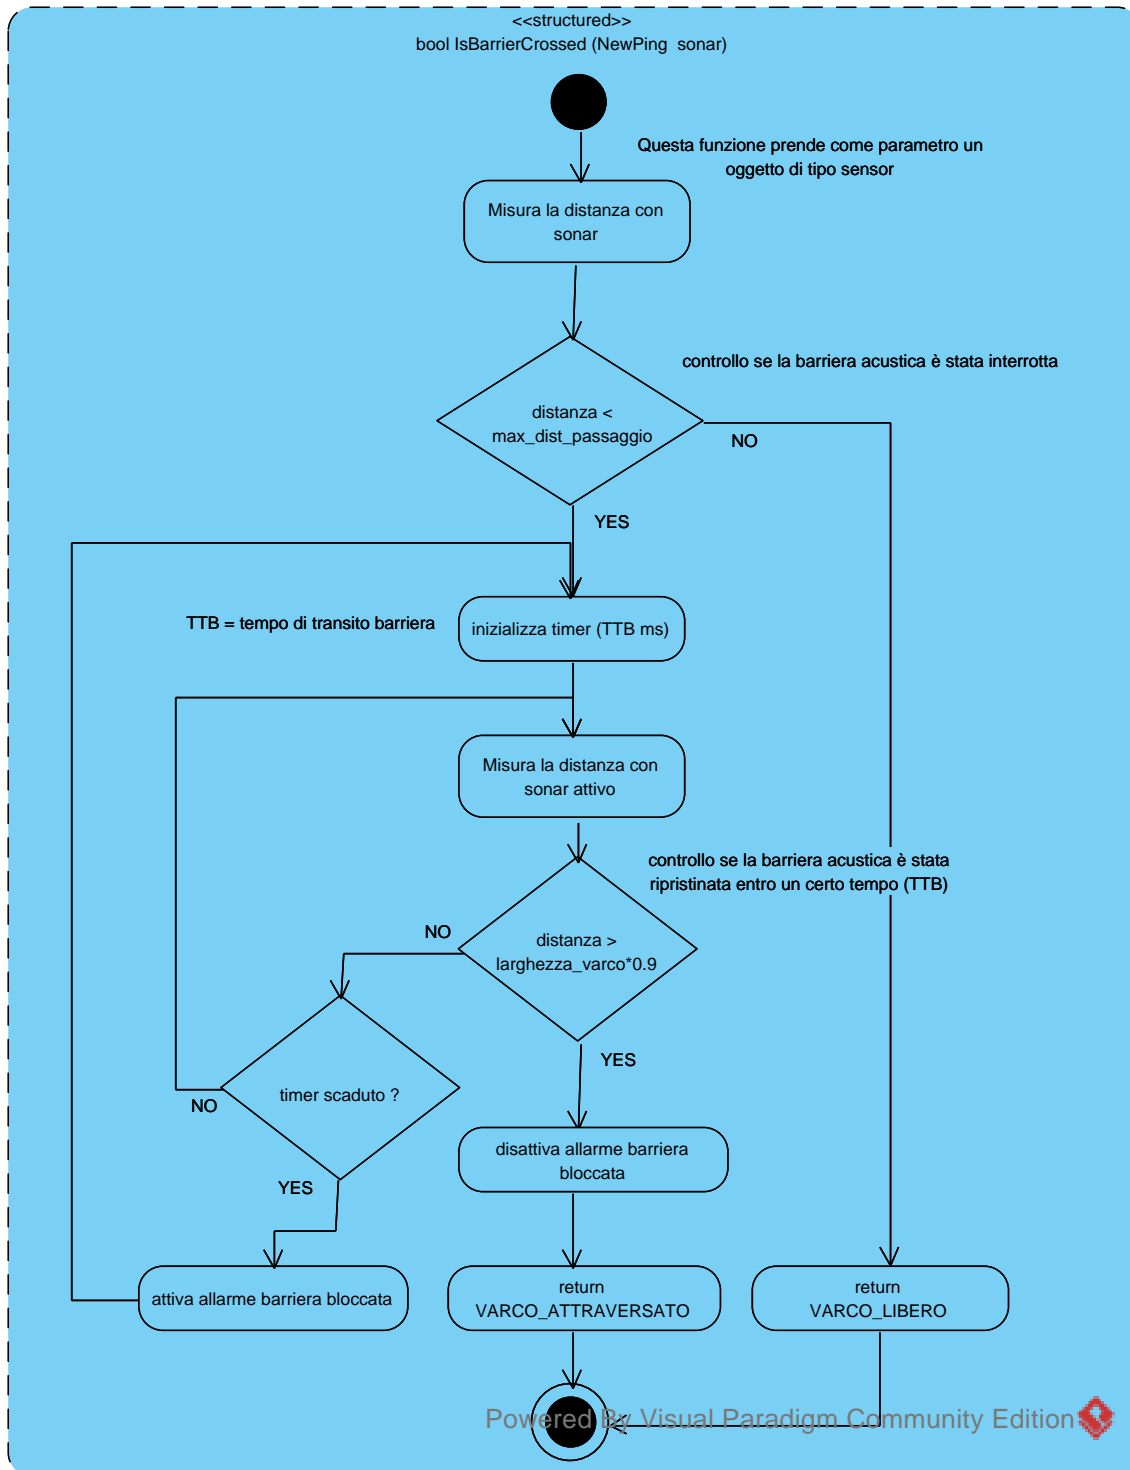 <<structured>>
bool IsBarrierCrossed (NewPing  sonar)
Questa funzione prende come parametro un
oggetto di tipo sensor
Misura la distanza con
sonar
controllo se la barriera acustica è stata interrotta
distanza <
max_dist_passaggio
NO
YES
TTB = tempo di transito barriera
inizializza timer (TTB ms)
Misura la distanza con
sonar attivo
controllo se la barriera acustica è stata
ripristinata entro un certo tempo (TTB)
NO
distanza >
larghezza_varco*0.9
YES
timer scaduto ?
NO
YES
disattiva allarme barriera
bloccata
attiva allarme barriera bloccata
return
VARCO_ATTRAVERSATO
return
VARCO_LIBERO
Powered By Visual Paradigm Community Edition